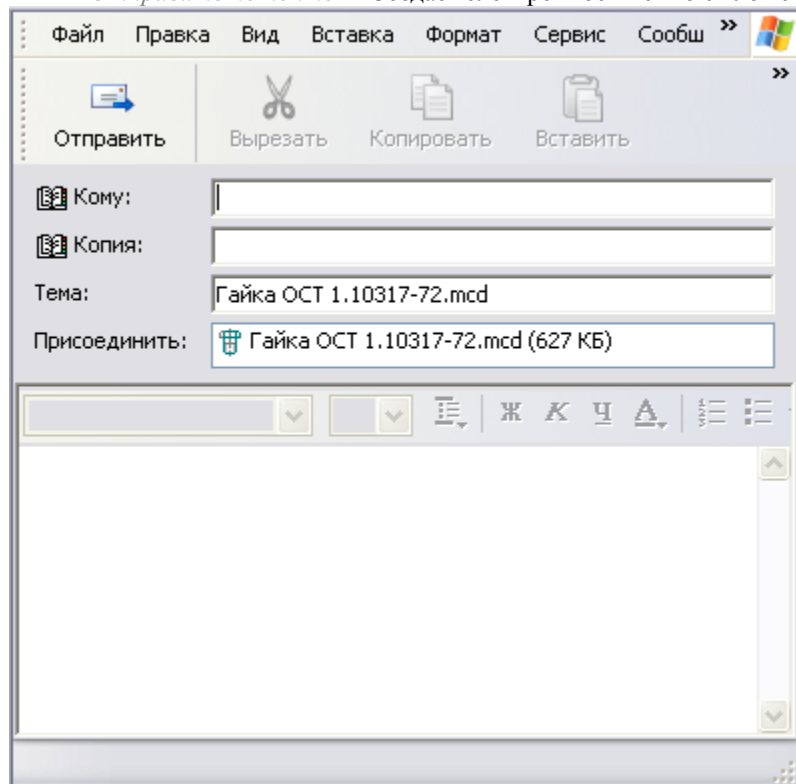 Файл Правка Вид Вставка Формат Сервис Сообщ »
»
Отправить Вырезать Копировать Вставить
Кому:
Копия:
Тема: Гайка ОСТ 1.10317-72.mcd
Присоединить: Гайка ОСТ 1.10317-72.mcd (627 КБ)
Ж К Ч А